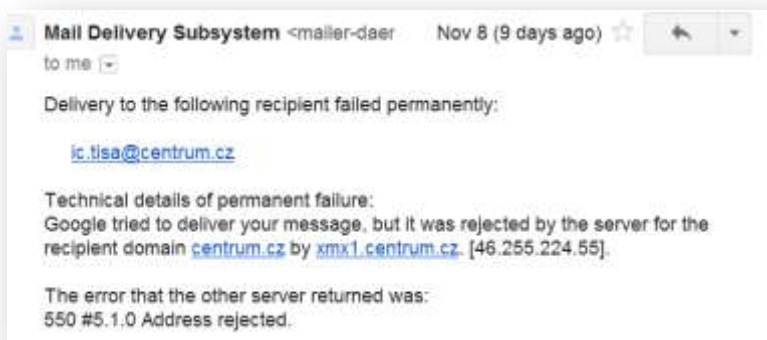 Mail Delivery Subsystem <mailer-daer Nov 8 (9 days ago)
to me
Delivery to the following recipient failed permanently:
ic.tisa@centrum.cz
Technical details of permanent failure:
Google tried to deliver your message, but it was rejected by the server for the
recipient domain centrum.cz by xmx1.centrum.cz. [46.255.224.55].
The error that the other server returned was:
550 #5.1.0 Address rejected.